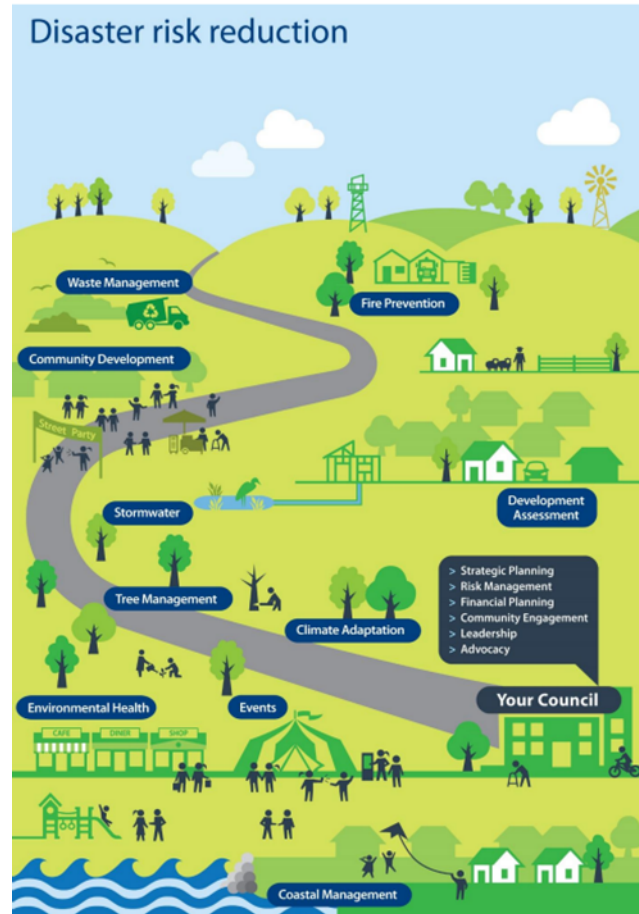 Disaster risk reduction
Waste Management
Fire Prevention
Community Development
Street Party
Stormwater
Development
Assessment
Tree Management
Climate Adaptation
> Strategic Planning
> Risk Management
> Financial Planning
> Community Engagement
> Leadership
> Advocacy
Your Council
Environmental Health
Events
CAFE
DINER
SHOP
Coastal Management